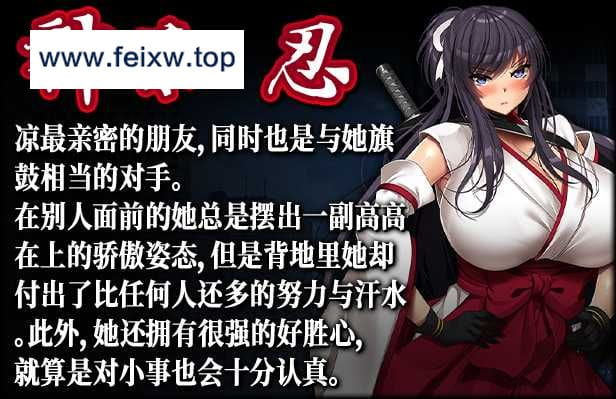 神 忍
www.feixw.top
凉最亲密的朋友，同时也是与她旗
鼓相当的对手。
在别人面前的她总是摆出一副高高
在上的骄傲姿态，但是背地里她却
付出了比任何人还多的努力与汗水
。此外，她还拥有很强的好胜心，
就算是对小事也会十分认真。